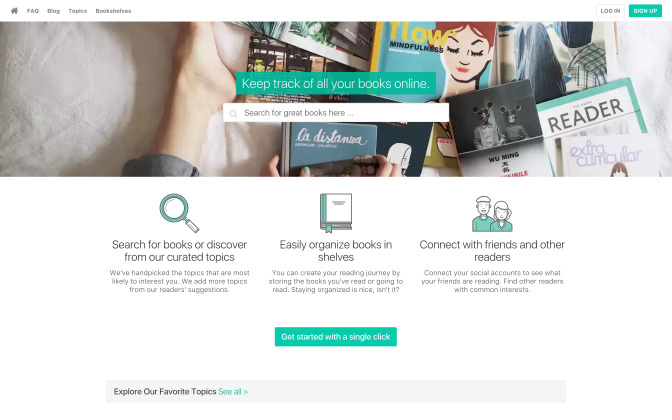 FAQ Blog Topics Bookshelves LOG IN SIGN UP
flow
MINDFULNESS
Keep track of all your books online.
Search for great books here ...
la distanza
READER
WU MING
extra
curricular
Search for books or discover
from our curated topics
We've handpicked the topics that are most
likely to interest you. We add more topics
from our readers' suggestions.
Easily organize books in
shelves
You can create your reading journey by
storing the books you've read or going to
read. Staying organized is nice, isn't it?
Connect with friends and other
readers
Connect your social accounts to see what
your friends are reading. Find other readers
with common interests.
Get started with a single click
Explore Our Favorite Topics See all >